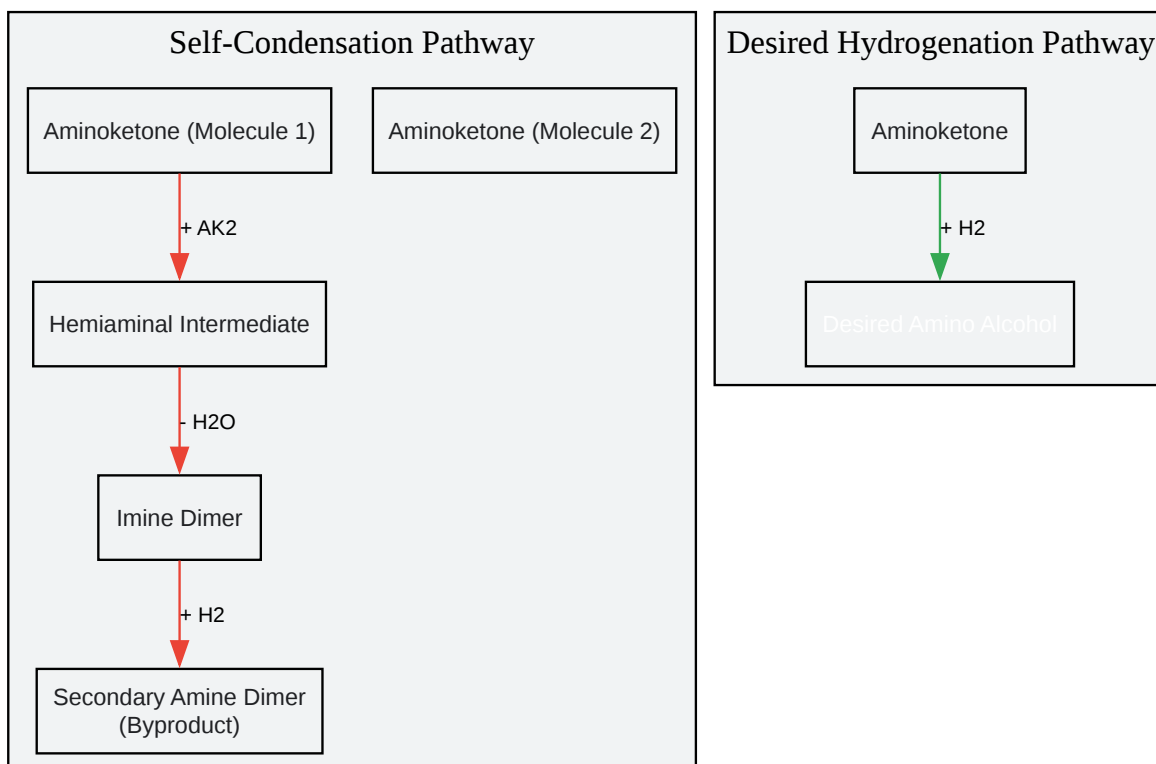 Self-Condensation Pathway
Aminoketone (Molecule 1)
Aminoketone (Molecule 2)
+ AK2
Hemiaminal Intermediate
- H2O
Imine Dimer
+ H2
Secondary Amine Dimer
(Byproduct)
Desired Hydrogenation Pathway
Aminoketone
+ H2
Desired Amino Alcohol